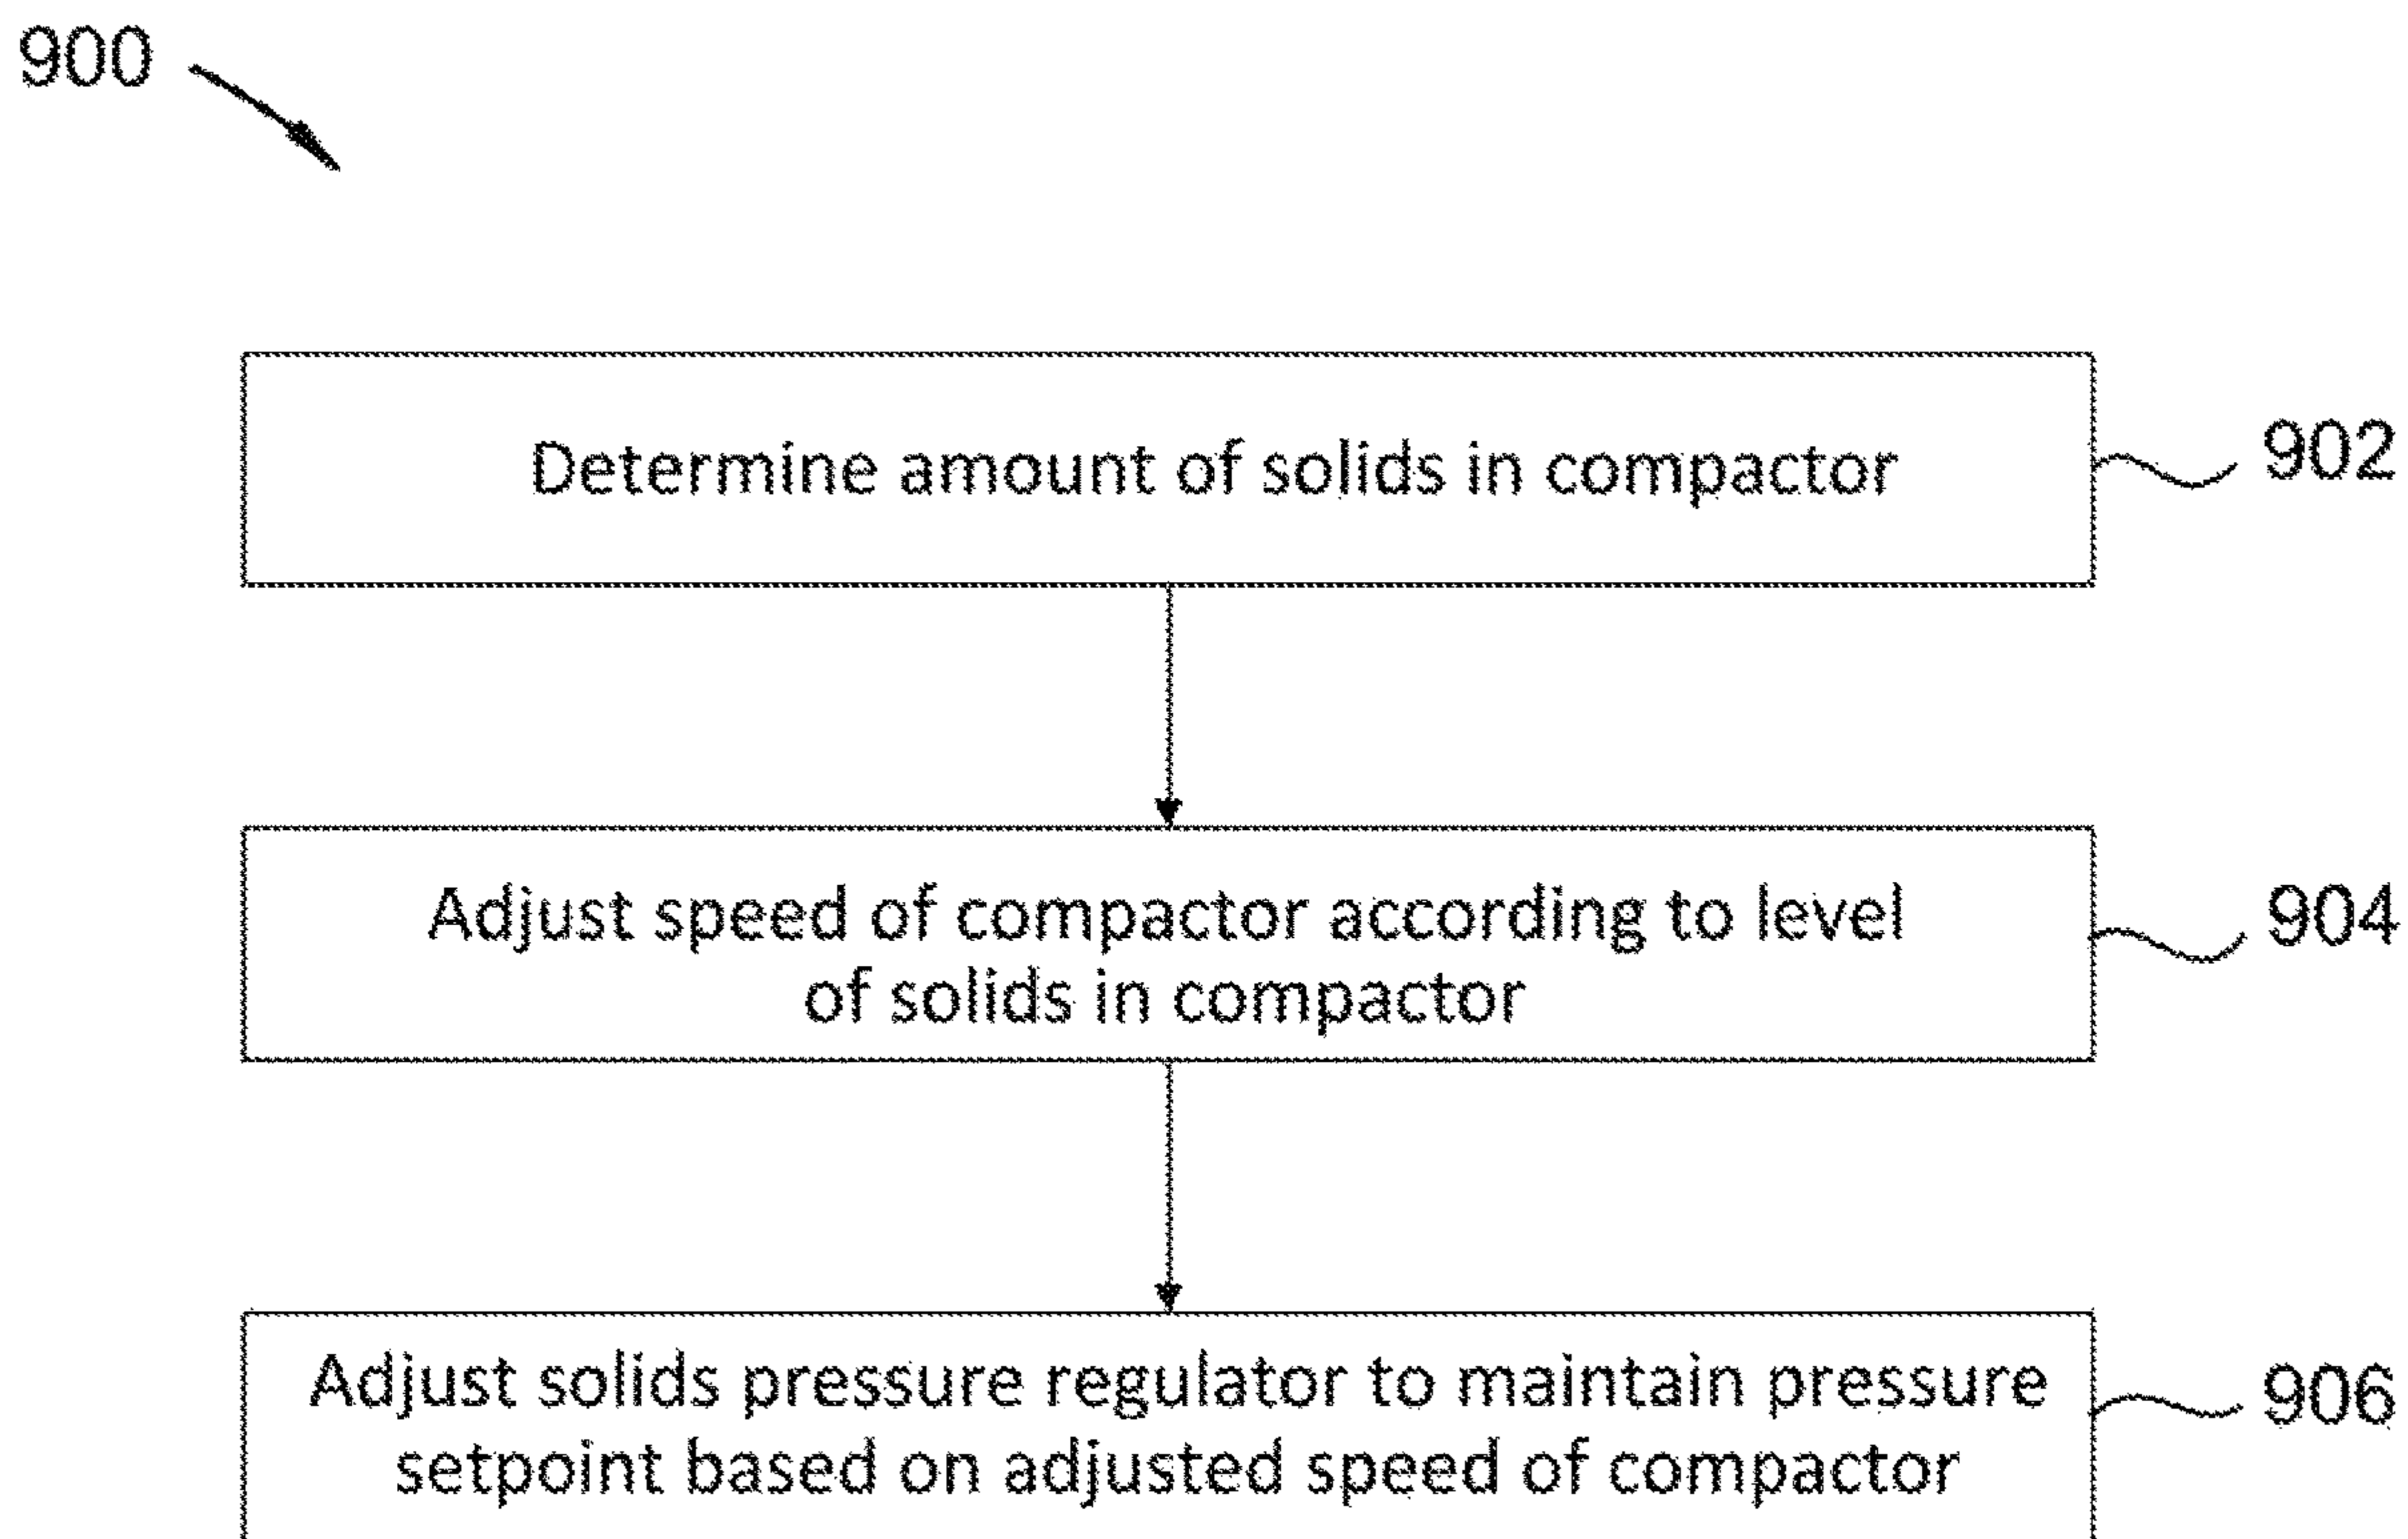 900
Determine amount of solids in compactor
902
Adjust speed of compactor according to level
of solids in compactor
904
Adjust solids pressure regulator to maintain pressure
setpoint based on adjusted speed of compactor
906